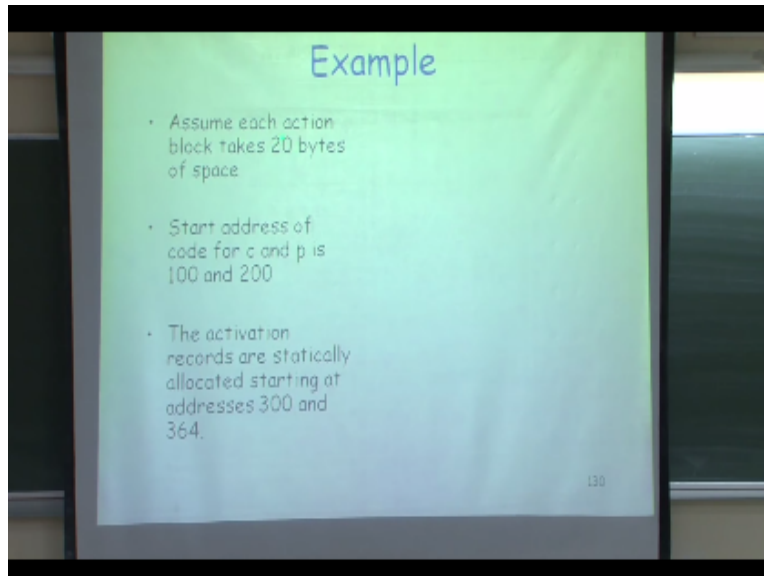 Example
• Assume each action
block takes 20 bytes
of space
• Start address of
code for c and p is
100 and 200
• The activation
records are statically
allocated starting at
addresses 300 and
364.
130